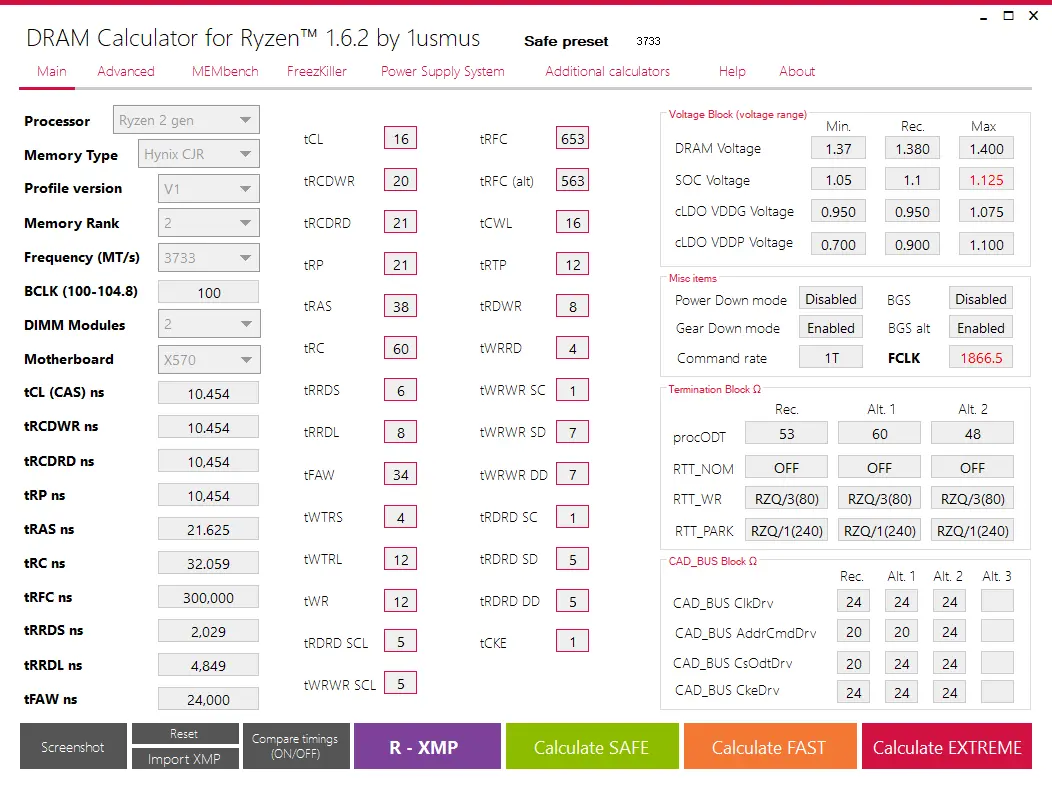 DRAM Calculator for Ryzen™ 1.6.2 by 1usmus Safe preset 3733
Main Advanced MEMbench FreezKiller Power Supply System Additional calculators Help About
Processor Ryzen 2 gen
Memory Type Hynix CJR
Profile version V1
Memory Rank 2
Frequency (MT/s) 3733
BCLK (100-104.8) 100
DIMM Modules 2
Motherboard X570
tCL (CAS) ns 10.454
tRCDWR ns 10.454
tRCDRD ns 10,454
tRP ns 10,454
tRAS ns 21.625
tRC ns 32.059
tRFC ns 300,000
tRRDS ns 2,029
tRRDL ns 4,849
tFAW ns 24,000
tCL 16
tRCDWR 20
tRCDRD 21
tRP 21
tRAS 38
tRC 60
tRRDS 6
tRRDL 8
tFAW 34
tWTRS 4
tWTRL 12
tWR 12
tRDRD SCL 5
tWRWR SCL 5
tRFC 653
tRFC (alt) 563
tCWL 16
tRTP 12
tRDWR 8
tWRRD 4
tWRWR SC 1
tWRWR SD 7
tWRWR DD 7
tRDRD SC 1
tRDRD SD 5
tRDRD DD 5
tCKE 1
Voltage Block (voltage range)
Min. Rec. Max
DRAM Voltage 1.37 1.380 1.400
SOC Voltage 1.05 1.1 1.125
cLDO VDDG Voltage 0.950 0.950 1.075
cLDO VDDP Voltage 0.700 0.900 1.100
Misc items
Power Down mode Disabled BGS Disabled
Gear Down mode Enabled BGS alt Enabled
Command rate 1T FCLK 1866.5
Termination Block Ω
Rec. Alt. 1 Alt. 2
procODT 53 60 48
RTT_NOM OFF OFF OFF
RTT_WR RZQ/3(80) RZQ/3(80) RZQ/3(80)
RTT_PARK RZQ/1(240) RZQ/1(240) RZQ/1(240)
CAD_BUS Block Ω
Rec. Alt. 1 Alt. 2 Alt. 3
CAD_BUS ClkDrv 24 24 24
CAD_BUS AddrCmdDrv 20 20 24
CAD_BUS CsOdtDrv 20 24 24
CAD_BUS CkeDrv 24 24 24
Screenshot
Reset
Import XMP
Compare timings
(ON/OFF)
R - XMP
Calculate SAFE
Calculate FAST
Calculate EXTREME